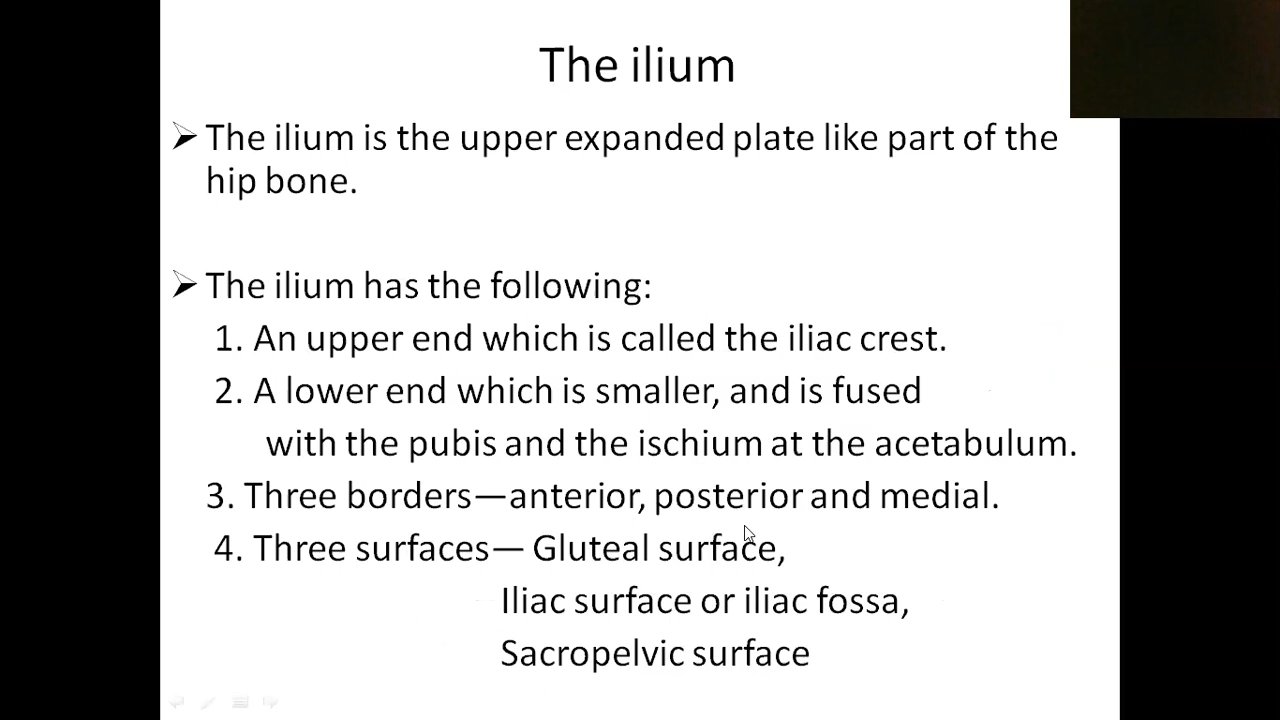 The ilium
The ilium is the upper expanded plate like part of the
hip bone.
The ilium has the following:
1. An upper end which is called the iliac crest.
2. A lower end which is smaller, and is fused
with the pubis and the ischium at the acetabulum.
3. Three borders—anterior, posterior and medial.
4. Three surfaces— Gluteal surface,
Iliac surface or iliac fossa,
Sacropelvic surface